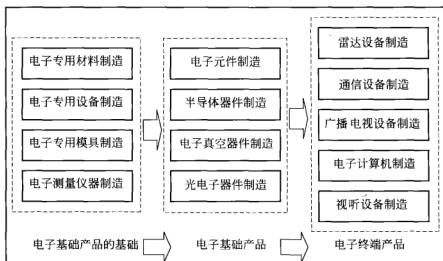 电子专用材料制造
电子专用设备制造
电子专用模具制造
电子测量仪器制造
电子元件制造
半导体器件制造
电子真空器件制造
光电子器件制造
雷达设备制造
通信设备制造
广播电视设备制造
电子计算机制造
视听设备制造
电子基础产品的基础
电子基础产品
电子终端产品